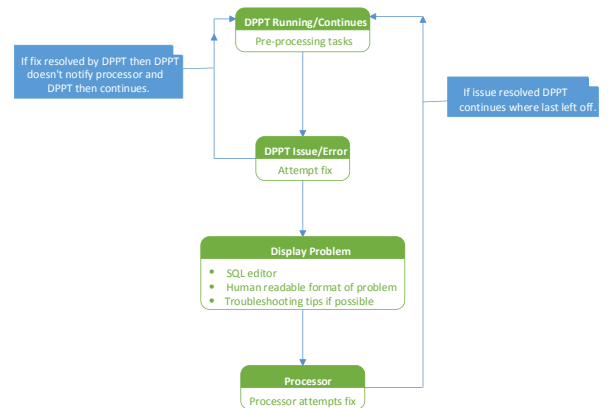 DPPT Running/Continues
Pre-processing tasks
If fix resolved by DPPT then DPPT
doesn't notify processor and
DPPT then continues.
If issue resolved DPPT
continues where last left off.
DPPT Issue/Error
Attempt fix
Display Problem
• SQL editor
• Human readable format of problem
• Troubleshooting tips if possible
Processor
Processor attempts fix